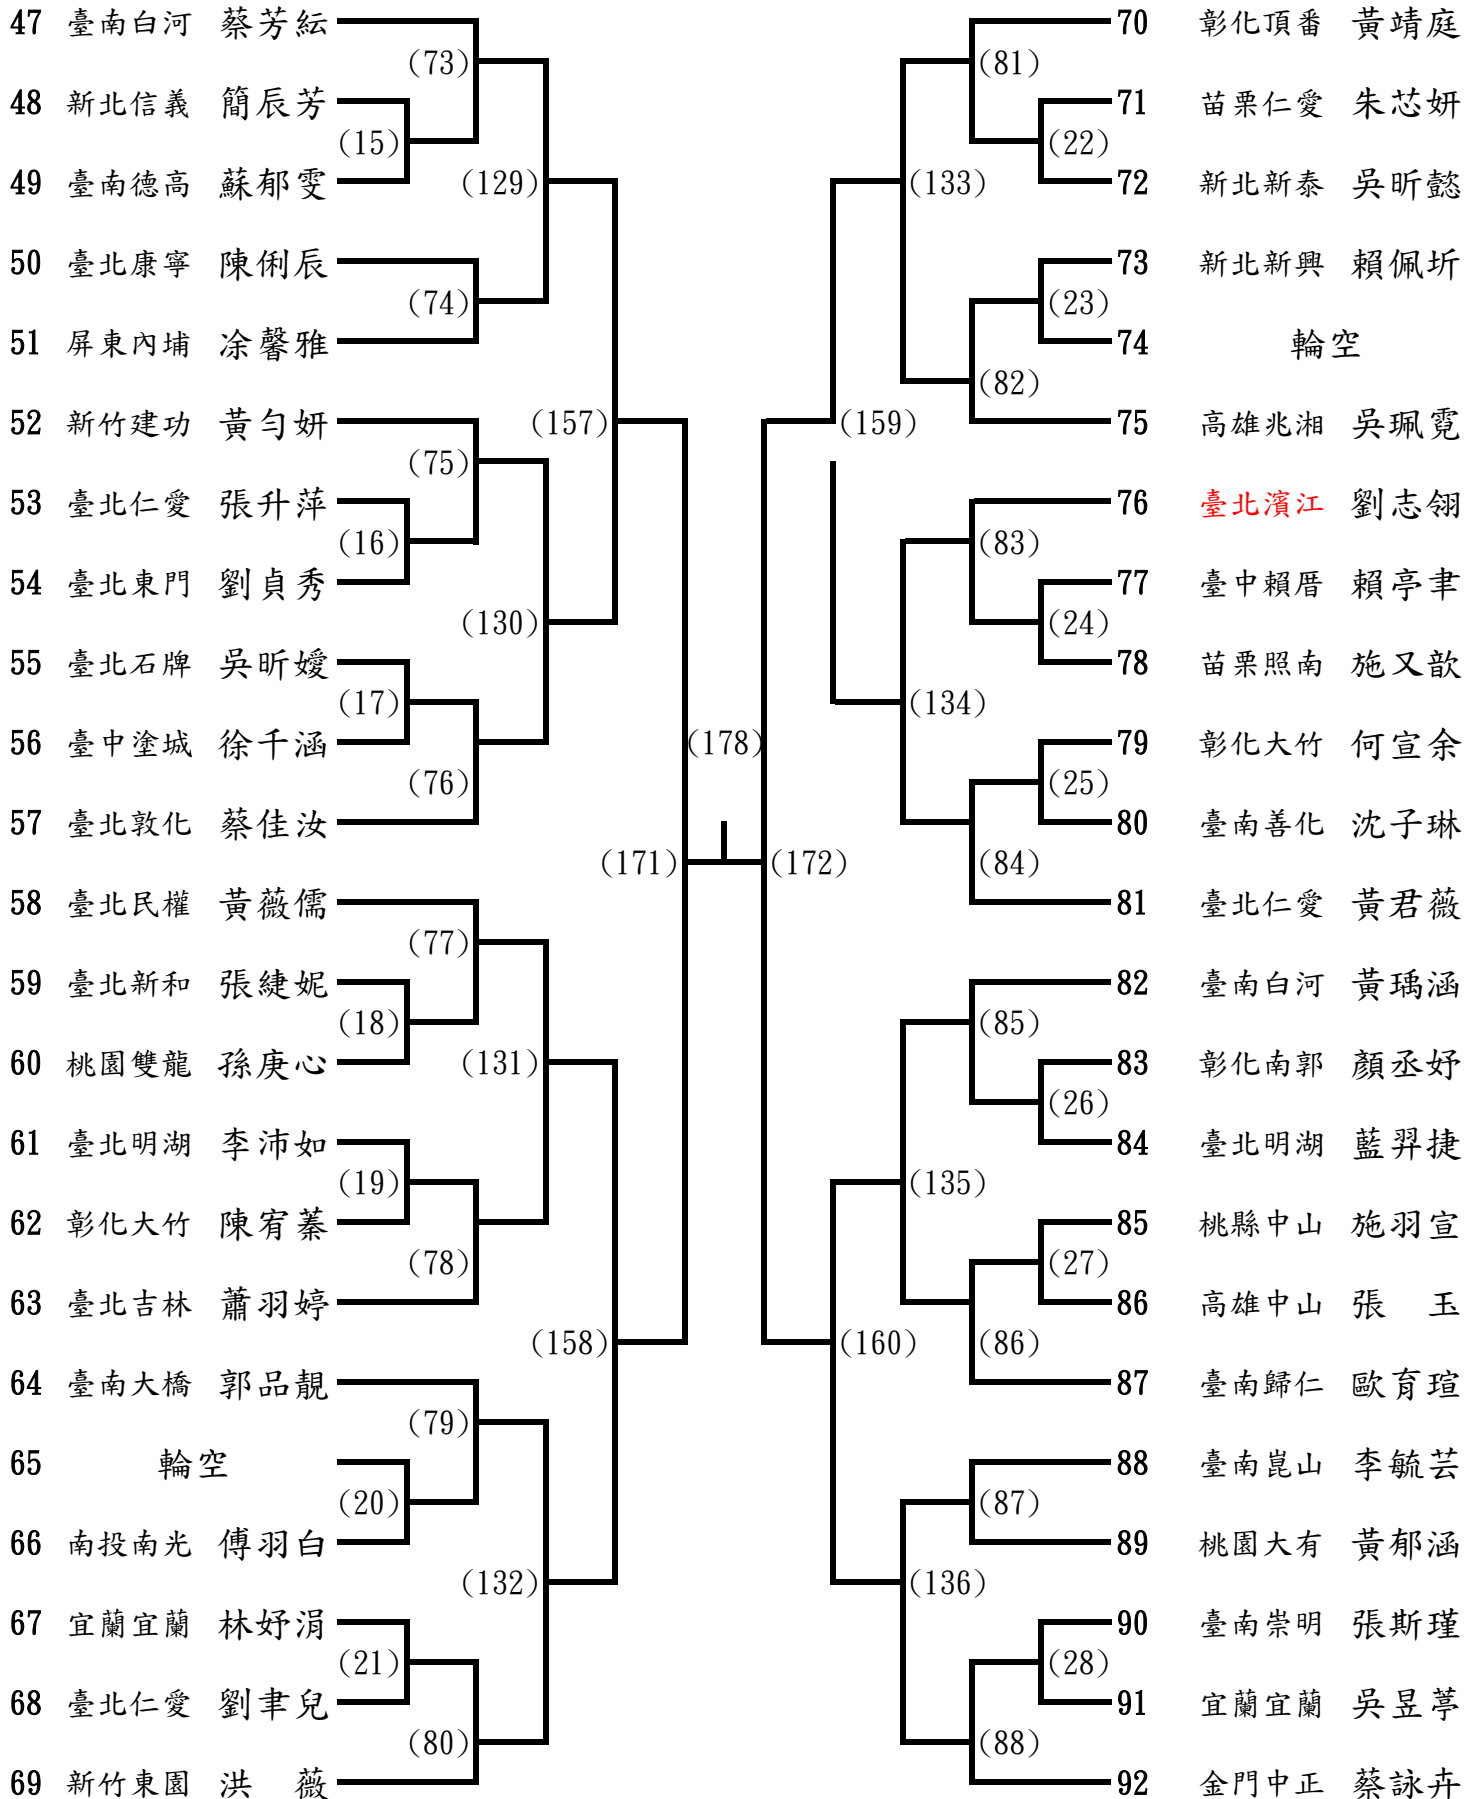 47 臺南白河 蔡芳紜
(73)
48 新北信義 簡辰芳
(15)
49 臺南德高 蘇郁雯
(129)
50 臺北康寧 陳俐辰
(74)
51 屏東內埔 凃馨雅
52 新竹建功 黃勻妍
(157)
(75)
53 臺北仁愛 張升萍
(16)
54 臺北東門 劉貞秀
(130)
55 臺北石牌 吳昕嬡
(17)
56 臺中塗城 徐千涵
(178)
(76)
57 臺北敦化 蔡佳汝
(171)
58 臺北民權 黃薇儒
(77)
59 臺北新和 張緁妮
(18)
60 桃園雙龍 孫庚心
(131)
61 臺北明湖 李沛如
(19)
62 彰化大竹 陳宥蓁
(78)
63 臺北吉林 蕭羽婷
(158)
64 臺南大橋 郭品靚
(79)
65 輪空
(20)
66 南投南光 傅羽白
(132)
67 宜蘭宜蘭 林妤涓
(21)
68 臺北仁愛 劉聿兒
(80)
69 新竹東園 洪　薇
70 彰化頂番 黃靖庭
(81)
71 苗栗仁愛 朱芯妍
(22)
72 新北新泰 吳昕懿
(133)
73 新北新興 賴佩圻
(23)
74 輪空
(82)
75 高雄兆湘 吳珮霓
(159)
76 臺北濱江 劉志翎
(83)
77 臺中賴厝 賴亭聿
(24)
78 苗栗照南 施又歆
(134)
79 彰化大竹 何宣余
(25)
80 臺南善化 沈子琳
(172)
(84)
81 臺北仁愛 黃君薇
82 臺南白河 黃瑀涵
(85)
83 彰化南郭 顏丞妤
(26)
84 臺北明湖 藍羿捷
(135)
85 桃縣中山 施羽宣
(27)
86 高雄中山 張　玉
(160)
(86)
87 臺南歸仁 歐育瑄
88 臺南崑山 李毓芸
(87)
89 桃園大有 黃郁涵
(136)
90 臺南崇明 張斯瑾
(28)
91 宜蘭宜蘭 吳昱葶
(88)
92 金門中正 蔡詠卉